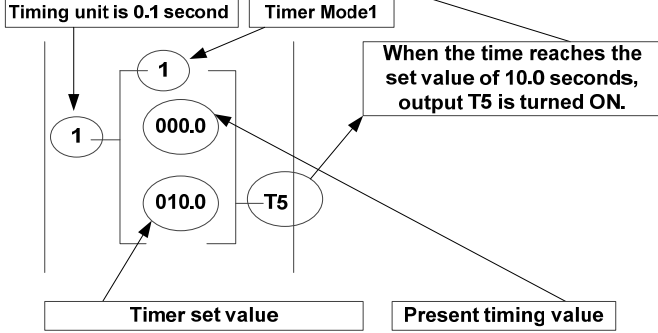 Timing unit is 0.1 second
Timer Mode1
When the time reaches the
set value of 10.0 seconds,
output T5 is turned ON.
1
1
000.0
010.0
T5
Timer set value
Present timing value